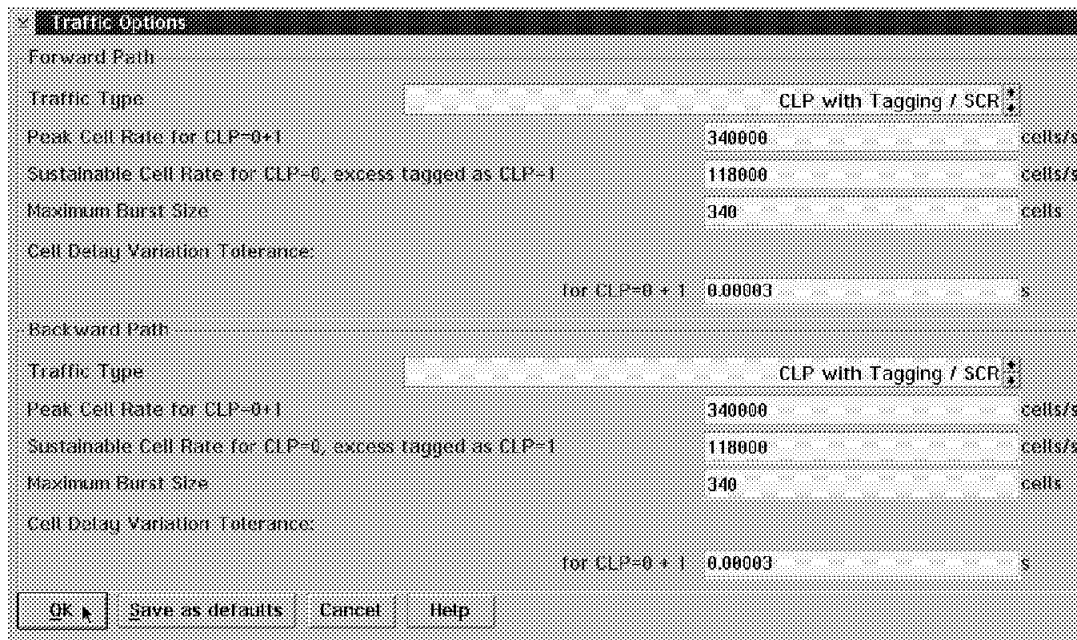 Traffic Options
Forward Path
Traffic Type CLP with Tagging / SCR
Peak Cell Rate for CLP=0+1 340000 cells/s
Sustainable Cell Rate for CLP=0, excess tagged as CLP=1 118000 cells/s
Maximum Burst Size 340 cells
Cell Delay Variation Tolerance:
for CLP=0 + 1 0.00003 s
Backward Path
Traffic Type CLP with Tagging / SCR
Peak Cell Rate for CLP=0+1 340000 cells/s
Sustainable Cell Rate for CLP=0, excess tagged as CLP=1 118000 cells/s
Maximum Burst Size 340 cells
Cell Delay Variation Tolerance:
for CLP=0 + 1 0.00003 s
OK Save as defaults Cancel Help